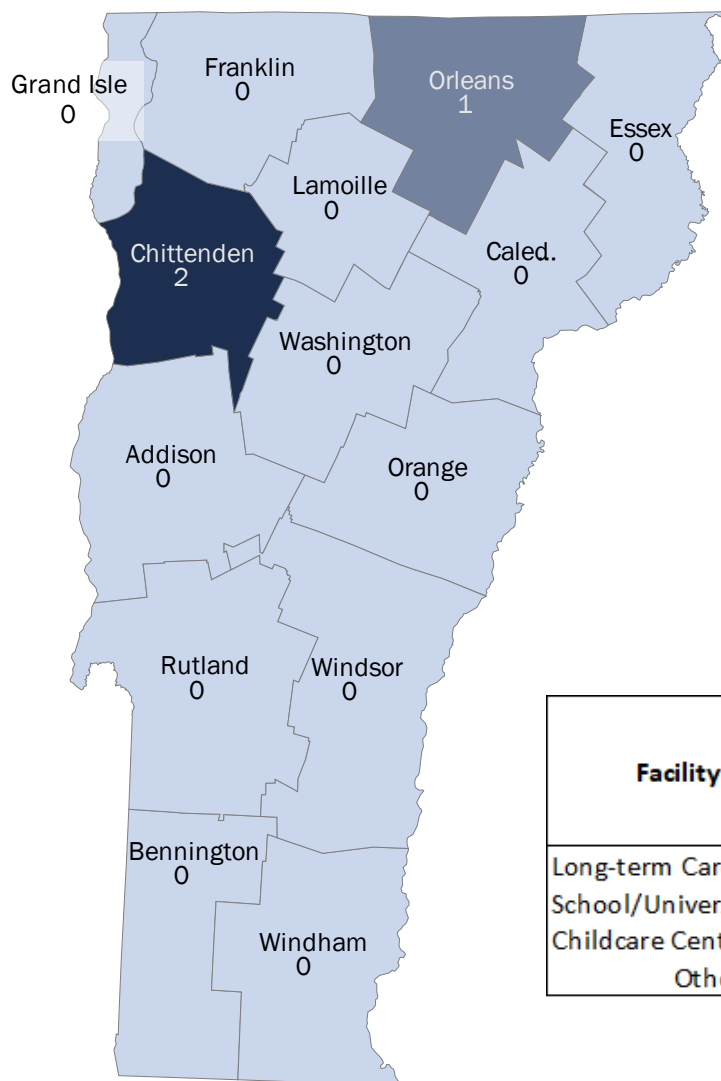 Grand Isle
0
Franklin
0
Orleans
1
Essex
0
Lamoille
0
Chittenden
2
Caled..
0
Washington
0
Addison
0
Orange
0
Rutland
0
Windsor
0
Bennington
0
Windham
0
Facility
Long-term Car
School/Univer
Childcare Cent
Othe